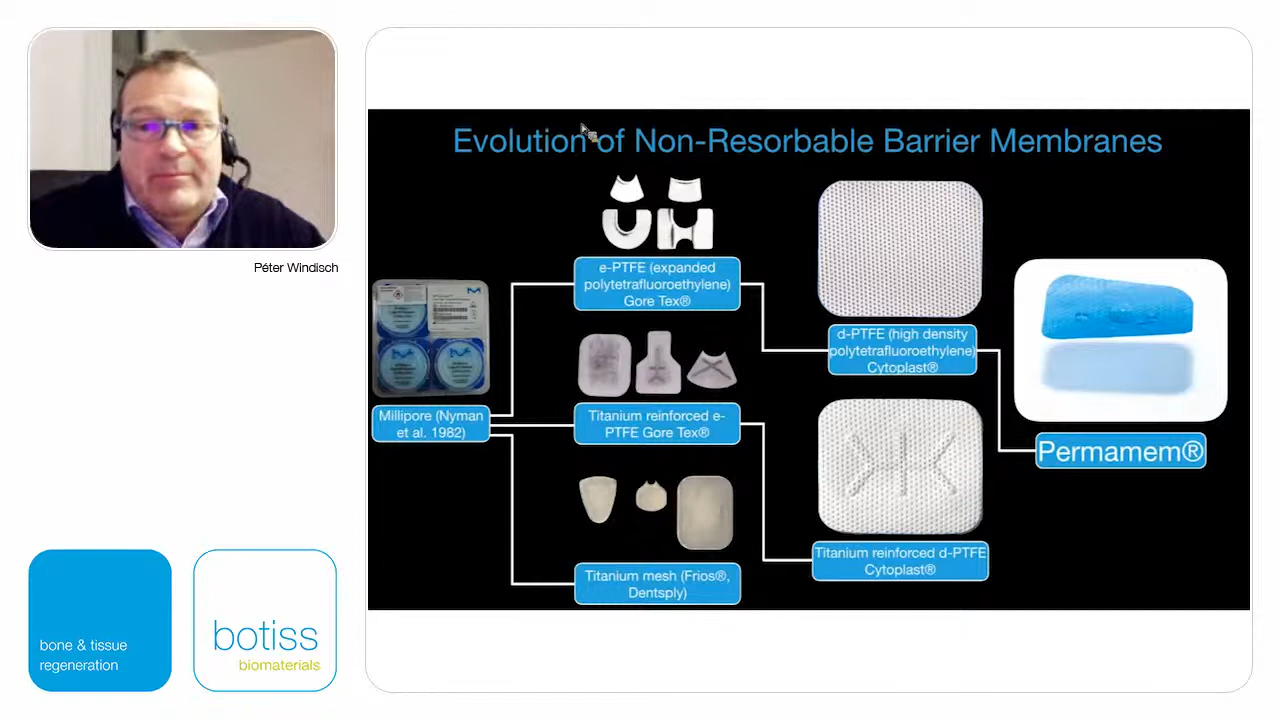 Péter Windisch
bone & tissue
regeneration
botiss
biomaterials
Evolution of Non-Resorbable Barrier Membranes
Millipore (Nyman
et al. 1982)
e-PTFE (expanded
polytetrafluoroethylene)
Gore Tex®
Titanium reinforced e-
PTFE Gore Tex®
Titanium mesh (Frios®,
Dentsply)
d-PTFE (high density
polytetrafluoroethylene)
Cytoplast®
Titanium reinforced d-PTFE
Cytoplast®
Permamem®